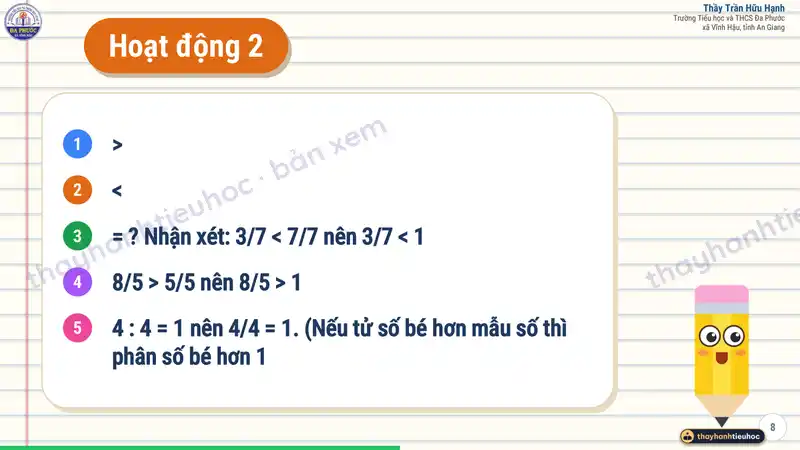 Thầy Trần Hữu Hạnh
Trường Tiểu học và THCS Đa Phước
xã Vĩnh Hậu, tỉnh An Giang
ĐA PHƯỚC
Hoạt động 2
1 >
2 <
3 = ? Nhận xét: 3/7 < 7/7 nên 3/7 < 1
4 8/5 > 5/5 nên 8/5 > 1
5 4 : 4 = 1 nên 4/4 = 1. (Nếu tử số bé hơn mẫu số thì
phân số bé hơn 1
thayhanhtieuhoc · bản xem
thayhanhtie
8
thayhanhtieuhoc